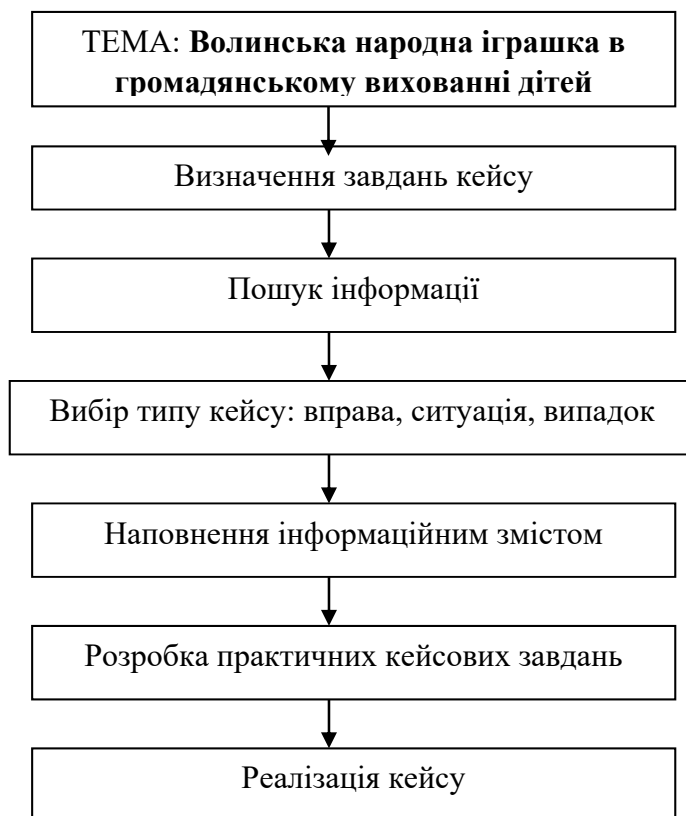 ТЕМА: Волинська народна іграшка в
громадянському вихованні дітей
Визначення завдань кейсу
Пошук інформації
Вибір типу кейсу: вправа, ситуація, випадок
Наповнення інформаційним змістом
Розробка практичних кейсових завдань
Реалізація кейсу